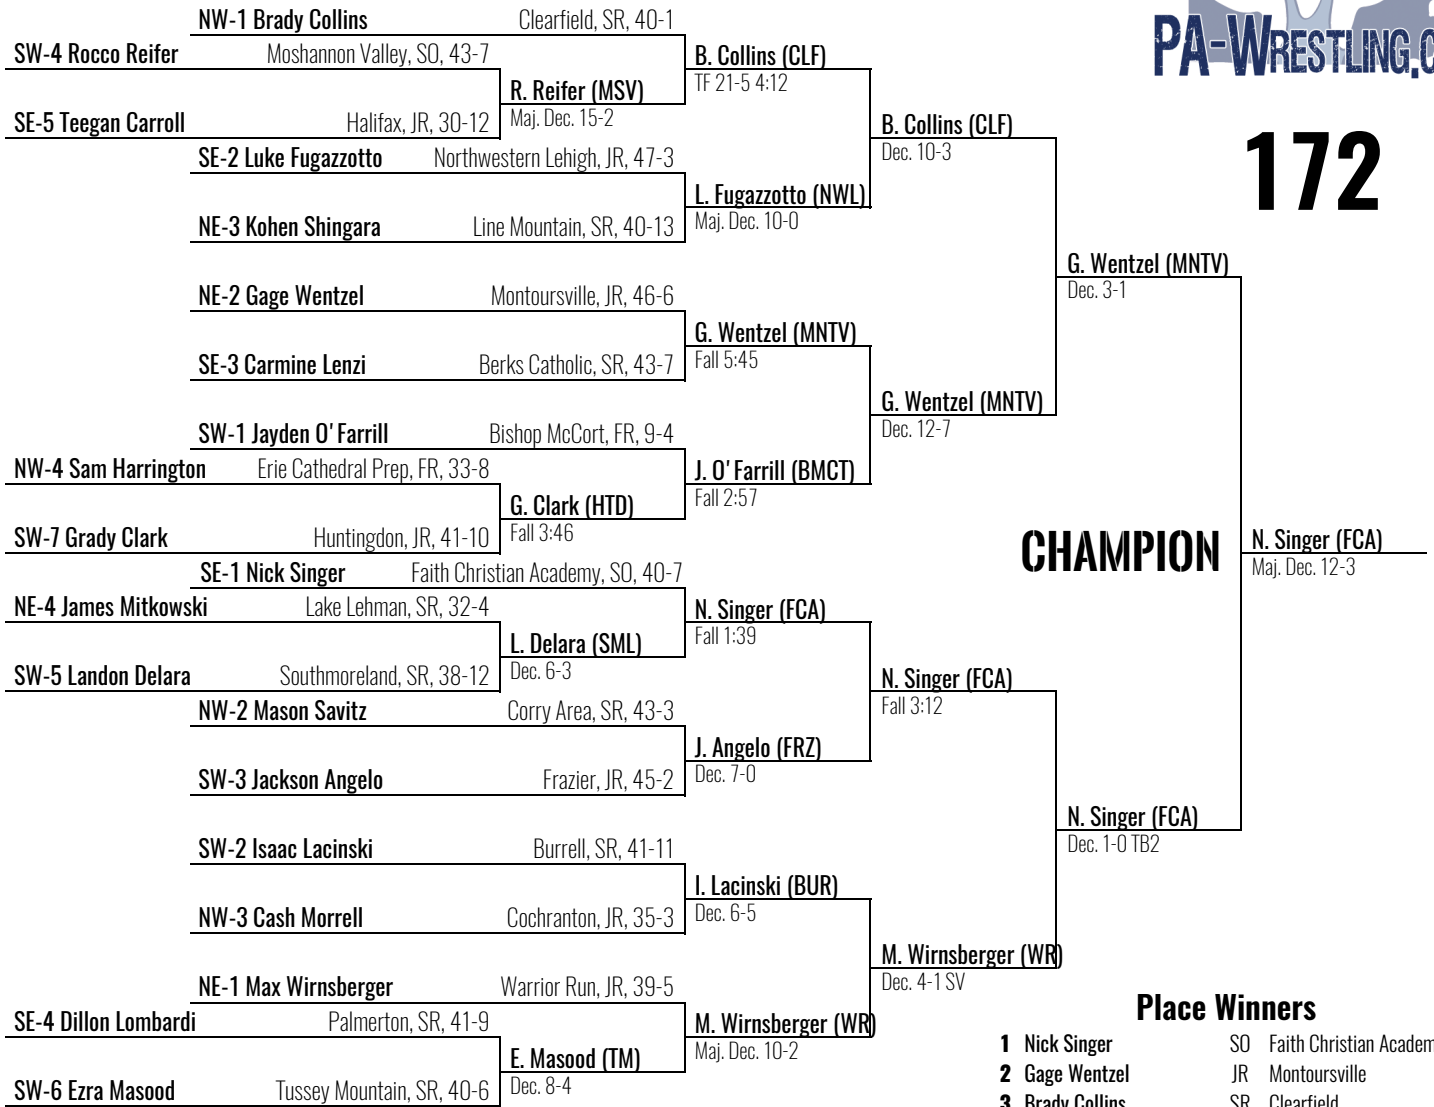 NW-1 Brady Collins Clearfield, SR, 40-1
SW-4 Rocco Reifer Moshannon Valley, SO, 43-7
B. Collins (CLF)
TF 21-5 4:12
R. Reifer (MSV)
Maj. Dec. 15-2
SE-5 Teegan Carroll Halifax, JR, 30-12
B. Collins (CLF)
Dec. 10-3
SE-2 Luke Fugazzotto Northwestern Lehigh, JR, 47-3
L. Fugazzotto (NWL)
Maj. Dec. 10-0
NE-3 Kohen Shingara Line Mountain, SR, 40-13
G. Wentzel (MNTV)
Dec. 3-1
NE-2 Gage Wentzel Montoursville, JR, 46-6
G. Wentzel (MNTV)
Fall 5:45
SE-3 Carmine Lenzi Berks Catholic, SR, 43-7
G. Wentzel (MNTV)
Dec. 12-7
SW-1 Jayden O'Farrill Bishop McCort, FR, 9-4
NW-4 Sam Harrington Erie Cathedral Prep, FR, 33-8
J. O'Farrill (BMCT)
Fall 2:57
G. Clark (HTD)
Fall 3:46
SW-7 Grady Clark Huntingdon, JR, 41-10
PA-WRESTLING.C
172
CHAMPION
N. Singer (FCA)
Maj. Dec. 12-3
SE-1 Nick Singer Faith Christian Academy, SO, 40-7
NE-4 James Mitkowski Lake Lehman, SR, 32-4
N. Singer (FCA)
Fall 1:39
L. Delara (SML)
Dec. 6-3
SW-5 Landon Delara Southmoreland, SR, 38-12
N. Singer (FCA)
Fall 3:12
NW-2 Mason Savitz Corry Area, SR, 43-3
J. Angelo (FRZ)
Dec. 7-0
SW-3 Jackson Angelo Frazier, JR, 45-2
N. Singer (FCA)
Dec. 1-0 TB2
SW-2 Isaac Lacinski Burrell, SR, 41-11
I. Lacinski (BUR)
Dec. 6-5
NW-3 Cash Morrell Cochranton, JR, 35-3
M. Wirnsberger (WR)
Dec. 4-1 SV
NE-1 Max Wirnsberger Warrior Run, JR, 39-5
SE-4 Dillon Lombardi Palmerton, SR, 41-9
M. Wirnsberger (WR)
Maj. Dec. 10-2
E. Masood (TM)
Dec. 8-4
SW-6 Ezra Masood Tussey Mountain, SR, 40-6
Place Winners
1 Nick Singer SO Faith Christian Academ
2 Gage Wentzel JR Montoursville
3 Brady Collins SR Clearfield